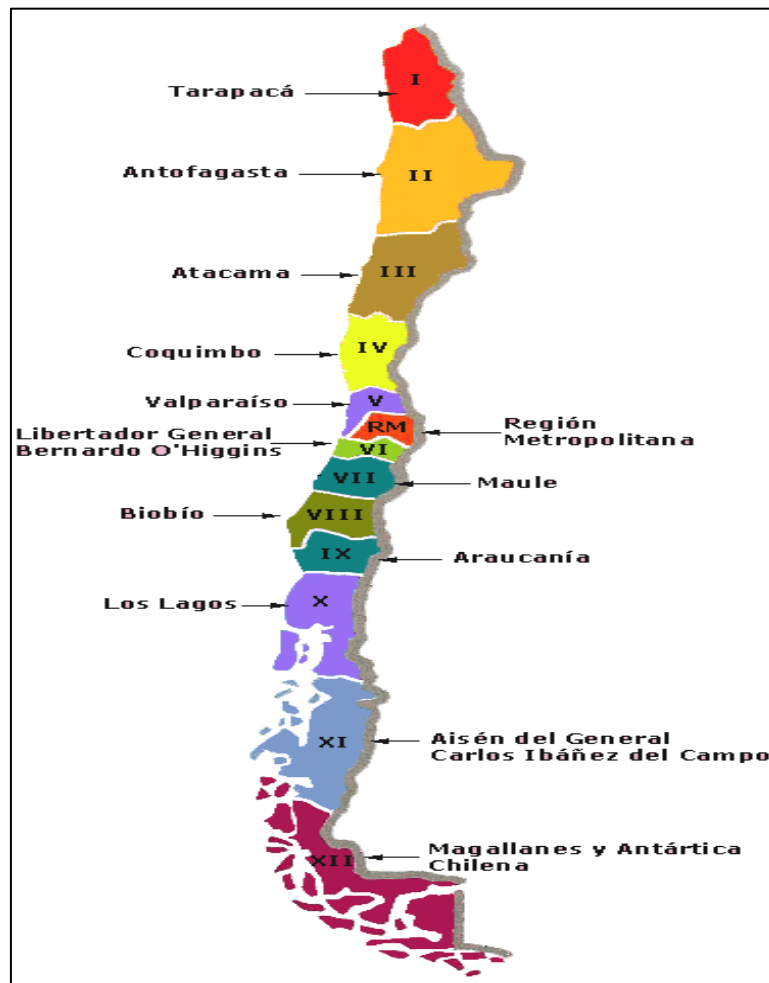 I
Tarapacá
Antofagasta
II
Atacama
III
Coquimbo
IV
Valparaíso
V
RM
Región
Metropolitana
Libertador General
Bernardo O'Higgins
VI
VII
Maule
Biobío
VIII
IX
Araucanía
Los Lagos
X
XI
Aisén del General
Carlos Ibáñez del Campo
XII
Magallanes y Antártica
Chilena